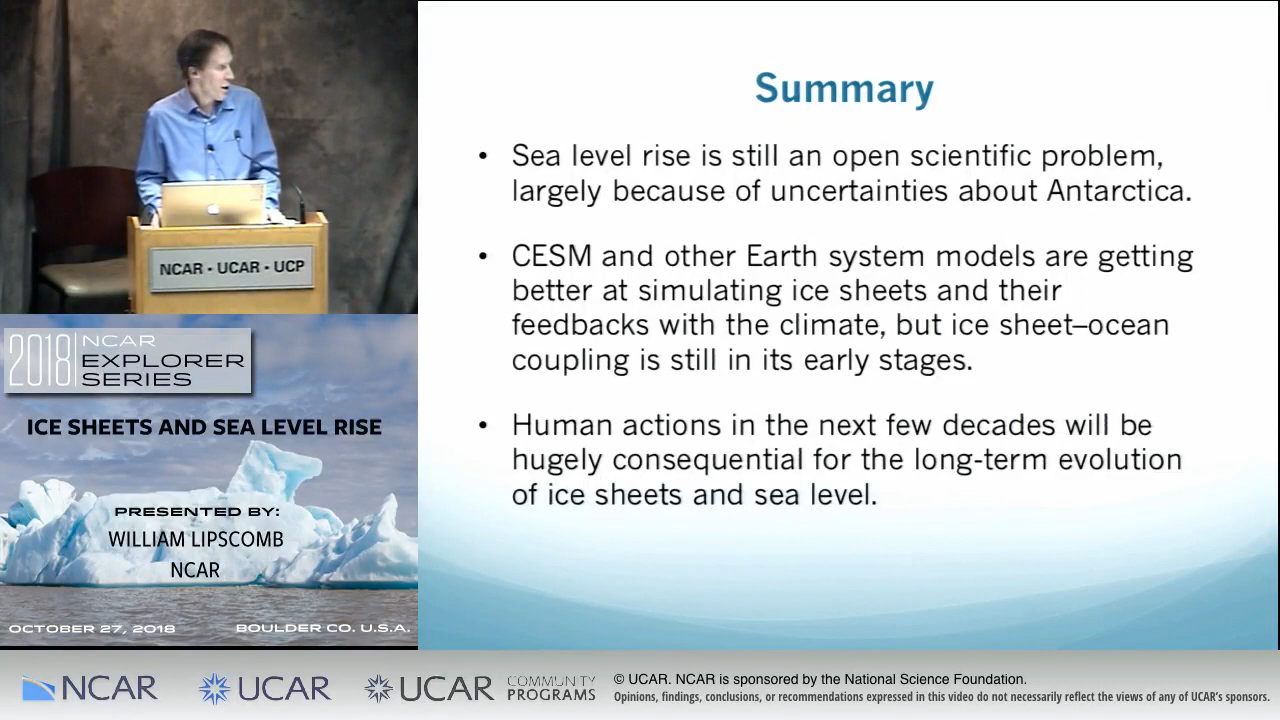 NCAR • UCAR • UCP
2018 NCAR
EXPLORER
SERIES
ICE SHEETS AND SEA LEVEL RISE
PRESENTED BY:
WILLIAM LIPSCOMB
NCAR
OCTOBER 27, 2018 BOULDER CO. U.S.A.
Summary
• Sea level rise is still an open scientific problem,
largely because of uncertainties about Antarctica.
• CESM and other Earth system models are getting
better at simulating ice sheets and their
feedbacks with the climate, but ice sheet–ocean
coupling is still in its early stages.
• Human actions in the next few decades will be
hugely consequential for the long-term evolution
of ice sheets and sea level.
NCAR
UCAR
UCAR
COMMUNITY
PROGRAMS
© UCAR. NCAR is sponsored by the National Science Foundation.
Opinions, findings, conclusions, or recommendations expressed in this video do not necessarily reflect the views of any of UCAR's sponsors.